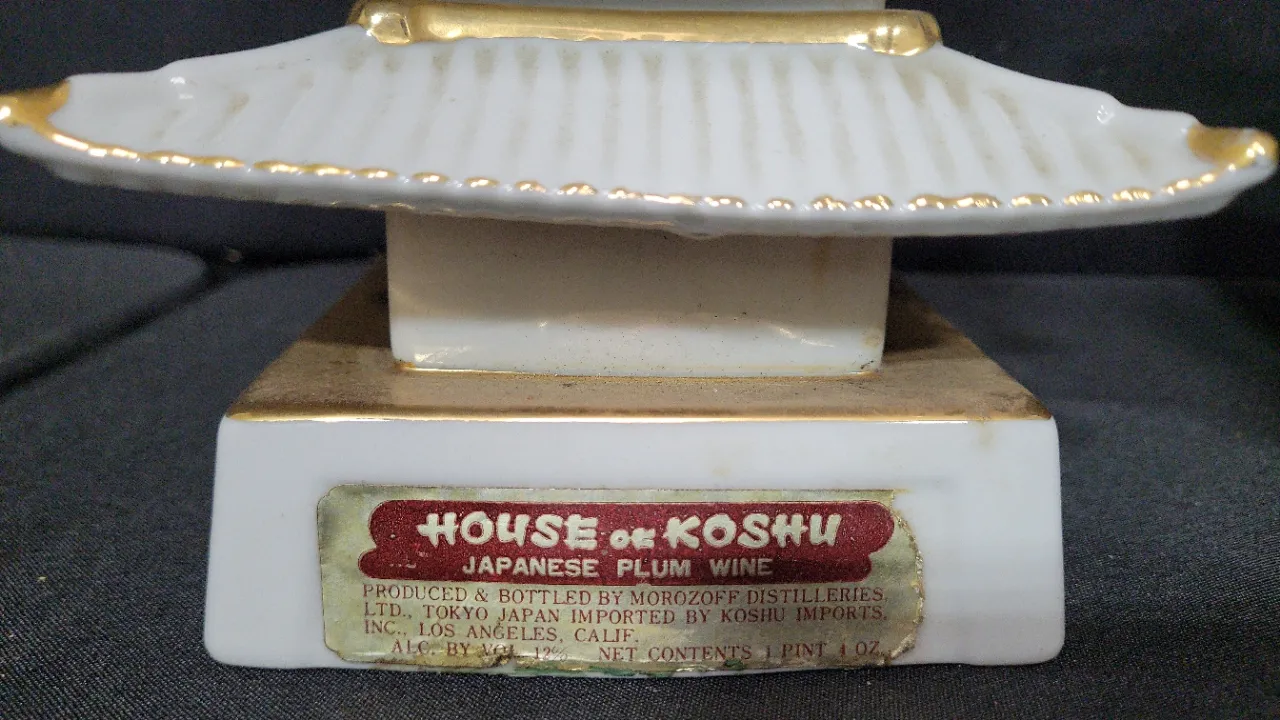 HOUSE OF KOSHU
JAPANESE PLUM WINE
PRODUCED & BOTTLED BY MOROZOFF DISTILLERIES,
LTD., TOKYO JAPAN IMPORTED BY KOSHU IMPORTS,
INC., LOS ANGELES, CALIF.
ALC. BY VOL. 12% NET CONTENTS 1 PINT 4 OZ.